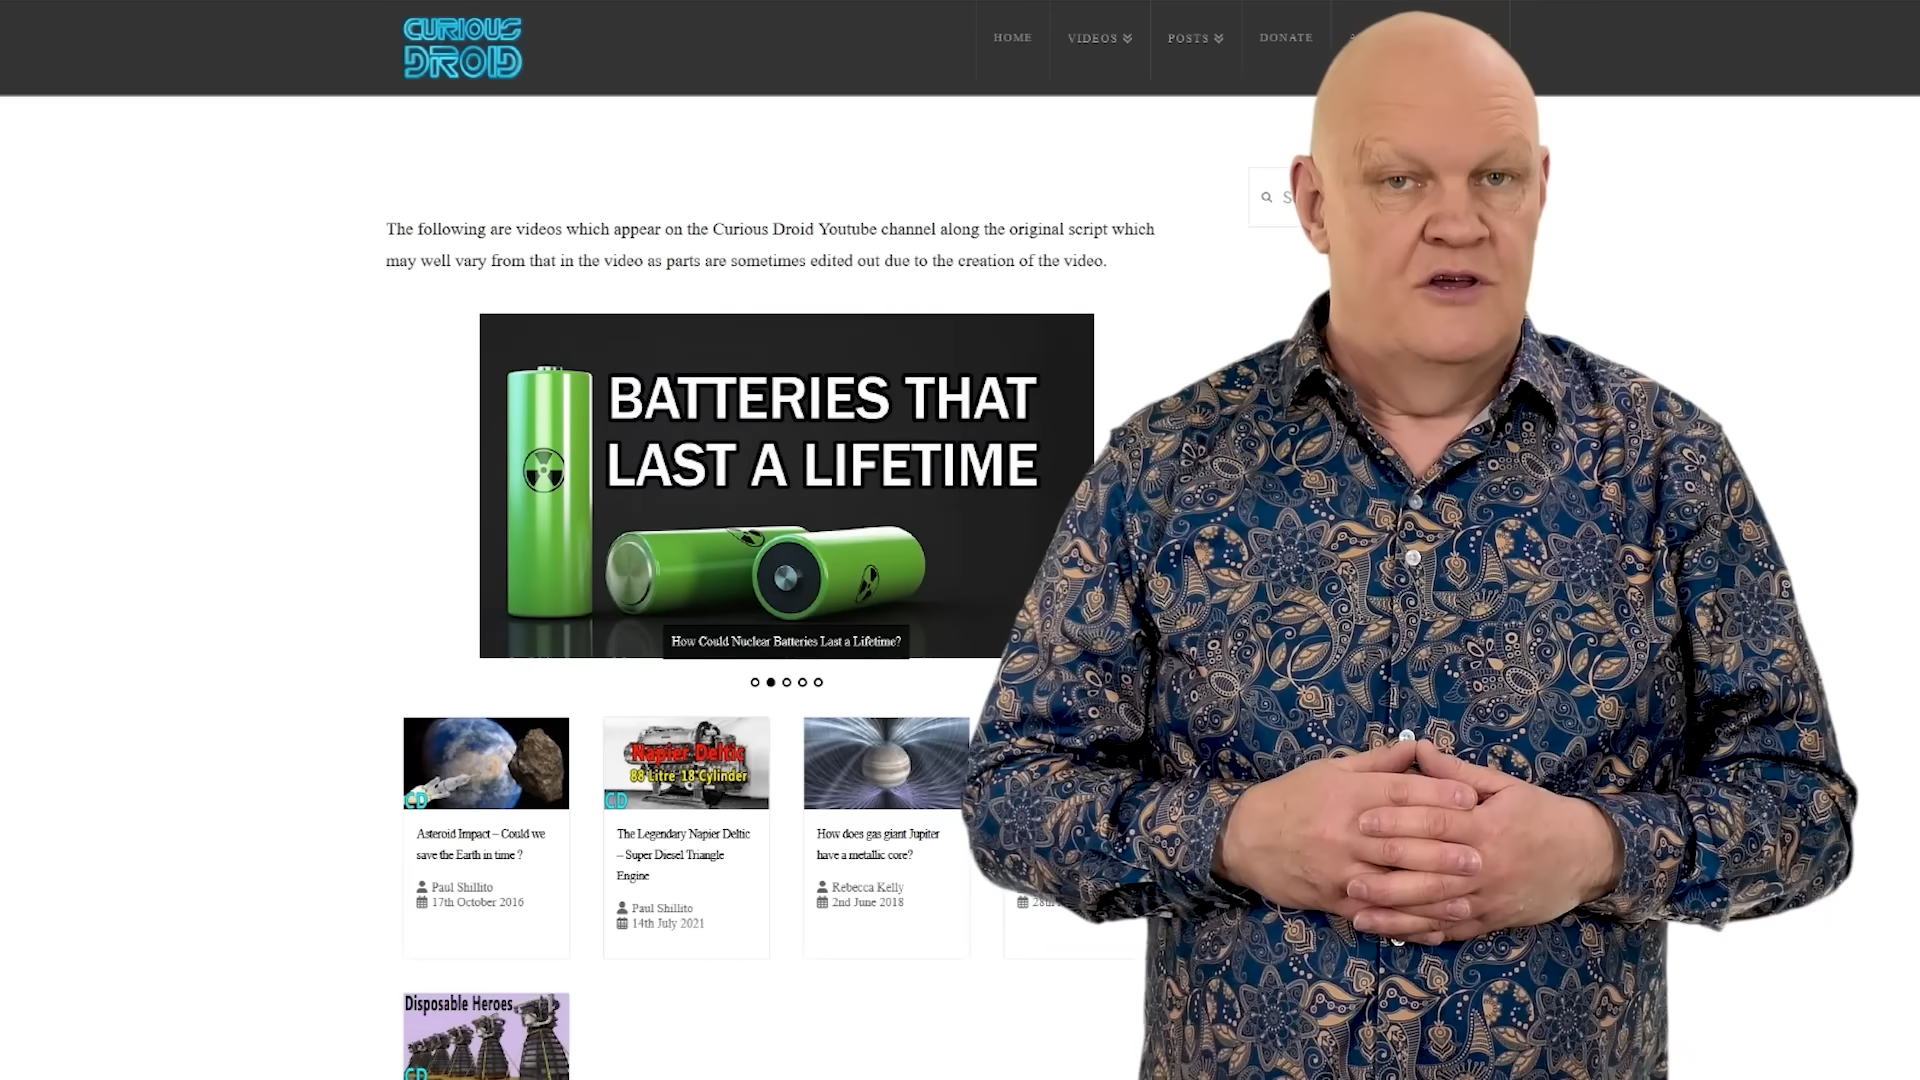 CURIOUS
DROID
HOME
VIDEOS
POSTS
DONATE
The following are videos which appear on the Curious Droid Youtube channel along the original script which
may well vary from that in the video as parts are sometimes edited out due to the creation of the video.
BATTERIES THAT
LAST A LIFETIME
How Could Nuclear Batteries Last a Lifetime?
CD
Asteroid Impact – Could we
save the Earth in time ?
Paul Shillito
17th October 2016
Napier Deltic
88 Litre 18 Cylinder
CD
The Legendary Napier Deltic
– Super Diesel Triangle
Engine
Paul Shillito
14th July 2021
How does gas giant Jupiter
have a metallic core?
Rebecca Kelly
2nd June 2018
Disposable Heroes
CD